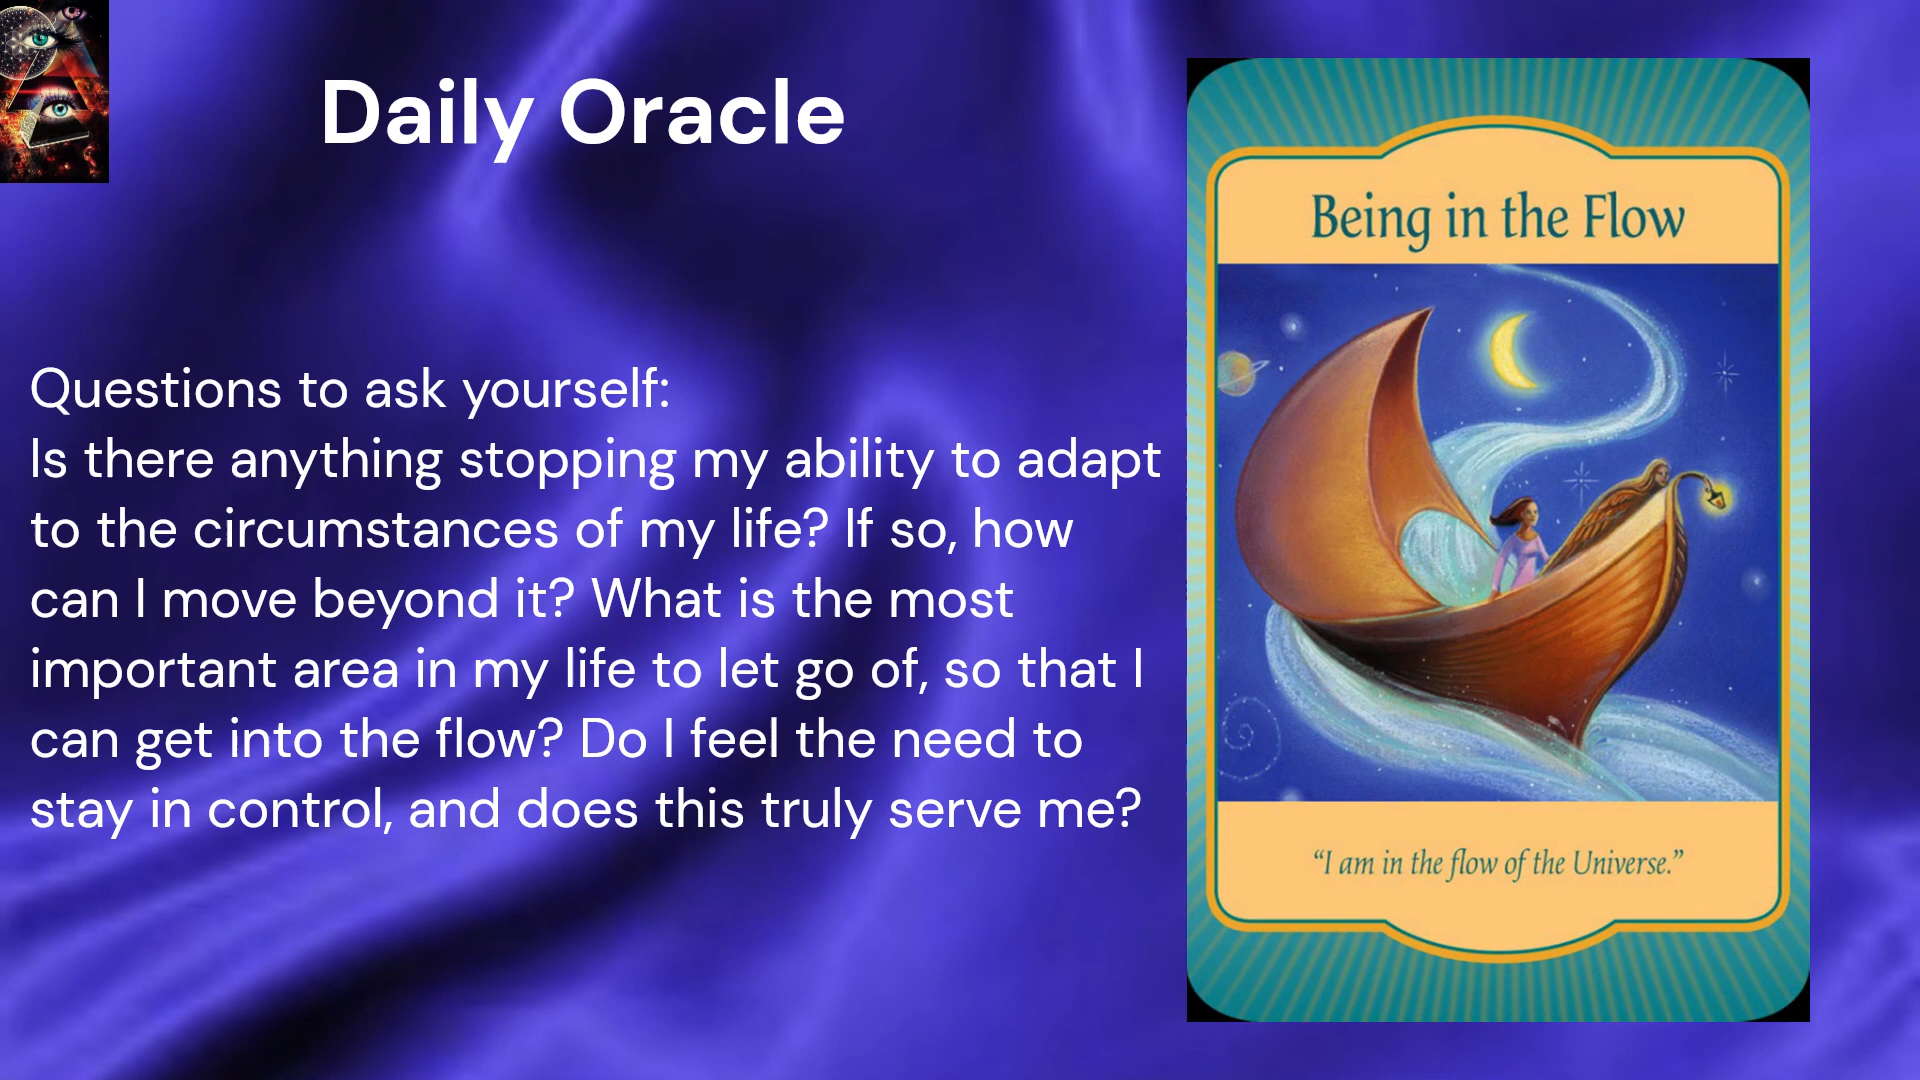 Daily Oracle
Questions to ask yourself:
Is there anything stopping my ability to adapt
to the circumstances of my life? If so, how
can I move beyond it? What is the most
important area in my life to let go of, so that I
can get into the flow? Do I feel the need to
stay in control, and does this truly serve me?
Being in the Flow
“I am in the flow of the Universe.”